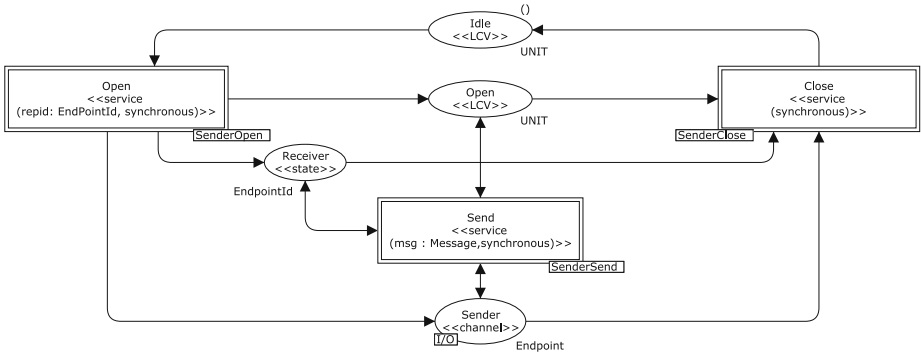 ()
Idle
<<LCV>>
UNIT
Open
<<service
(repid: EndPointId, synchronous)>>
SenderOpen
Open
<<LCV>>
UNIT
Close
<<service
(synchronous)>>
SenderClose
Receiver
<<state>>
EndpointId
Send
<<service
(msg : Message,synchronous)>>
SenderSend
Sender
<<channel>>
I/O
Endpoint